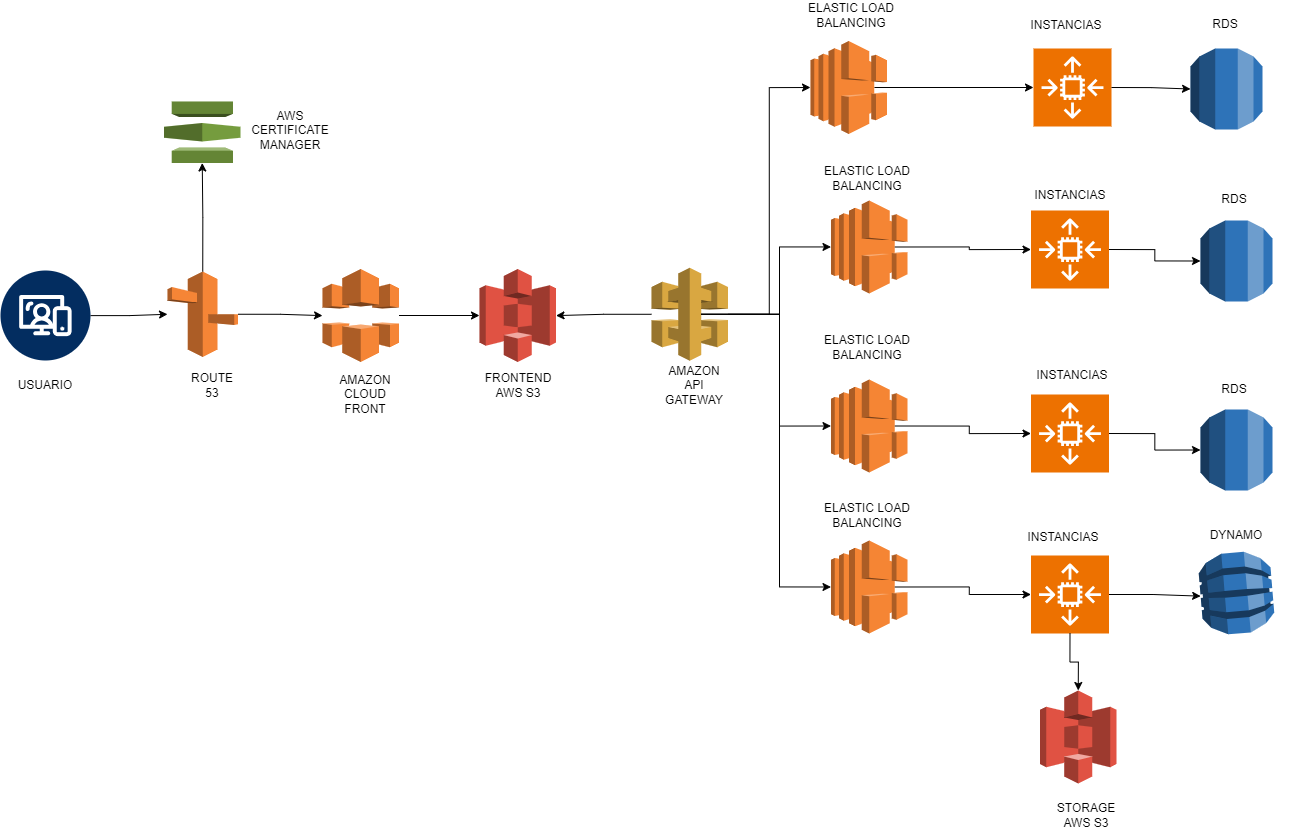 ELASTIC LOAD
BALANCING
INSTANCIAS
RDS
AWS
CERTIFICATE
MANAGER
ELASTIC LOAD
BALANCING
INSTANCIAS
RDS
USUARIO
ROUTE
53
AMAZON
CLOUD
FRONT
FRONTEND
AWS S3
AMAZON
API
GATEWAY
ELASTIC LOAD
BALANCING
INSTANCIAS
RDS
ELASTIC LOAD
BALANCING
INSTANCIAS
DYNAMO
STORAGE
AWS S3